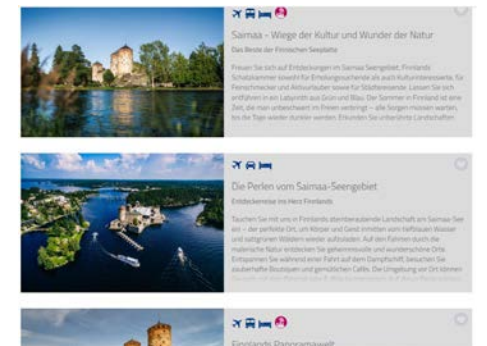 Saimaa - Wiege der Kultur und Wunder der Natur
Das Beste der Finnischen Seenplatte
Freuen Sie sich auf Entdeckungen im Saimaa Seengebiet, Finnlands
Schatzkammer sowohl für Erholungssuchende als auch Kulturinteressierte, für
Feinschmecker und Aktivurlauber sowie für Städtereisende. Lassen Sie sich
entführen in ein Labyrinth aus Grün und Blau. Der Sommer in Finnland ist eine
Zeit, die man unbeschwert im Freien verbringt – alle Sorgen müssen warten,
bis die Tage wieder dunkler werden. Erkunden Sie unberührte Landschaften
Die Perlen vom Saimaa-Seengebiet
Entdeckerreise ins Herz Finnlands
Tauchen Sie mit uns in Finnlands atemberaubende Landschaft am Saimaa-See
ein – der perfekte Ort, um Körper und Geist inmitten vom tiefblauen Wasser
und sattgrünen Wäldern wieder aufzuladen. Auf den Fahrten durch die
malerische Natur entdecken Sie geheimnisvolle und wunderschöne Orte.
Entspannen Sie während einer Fahrt auf dem Dampfschiff, besuchen Sie
zauberhafte Boutiquen und gemütlichen Cafés. Die Umgebung vor Ort können
Finnlands Panoramawelt